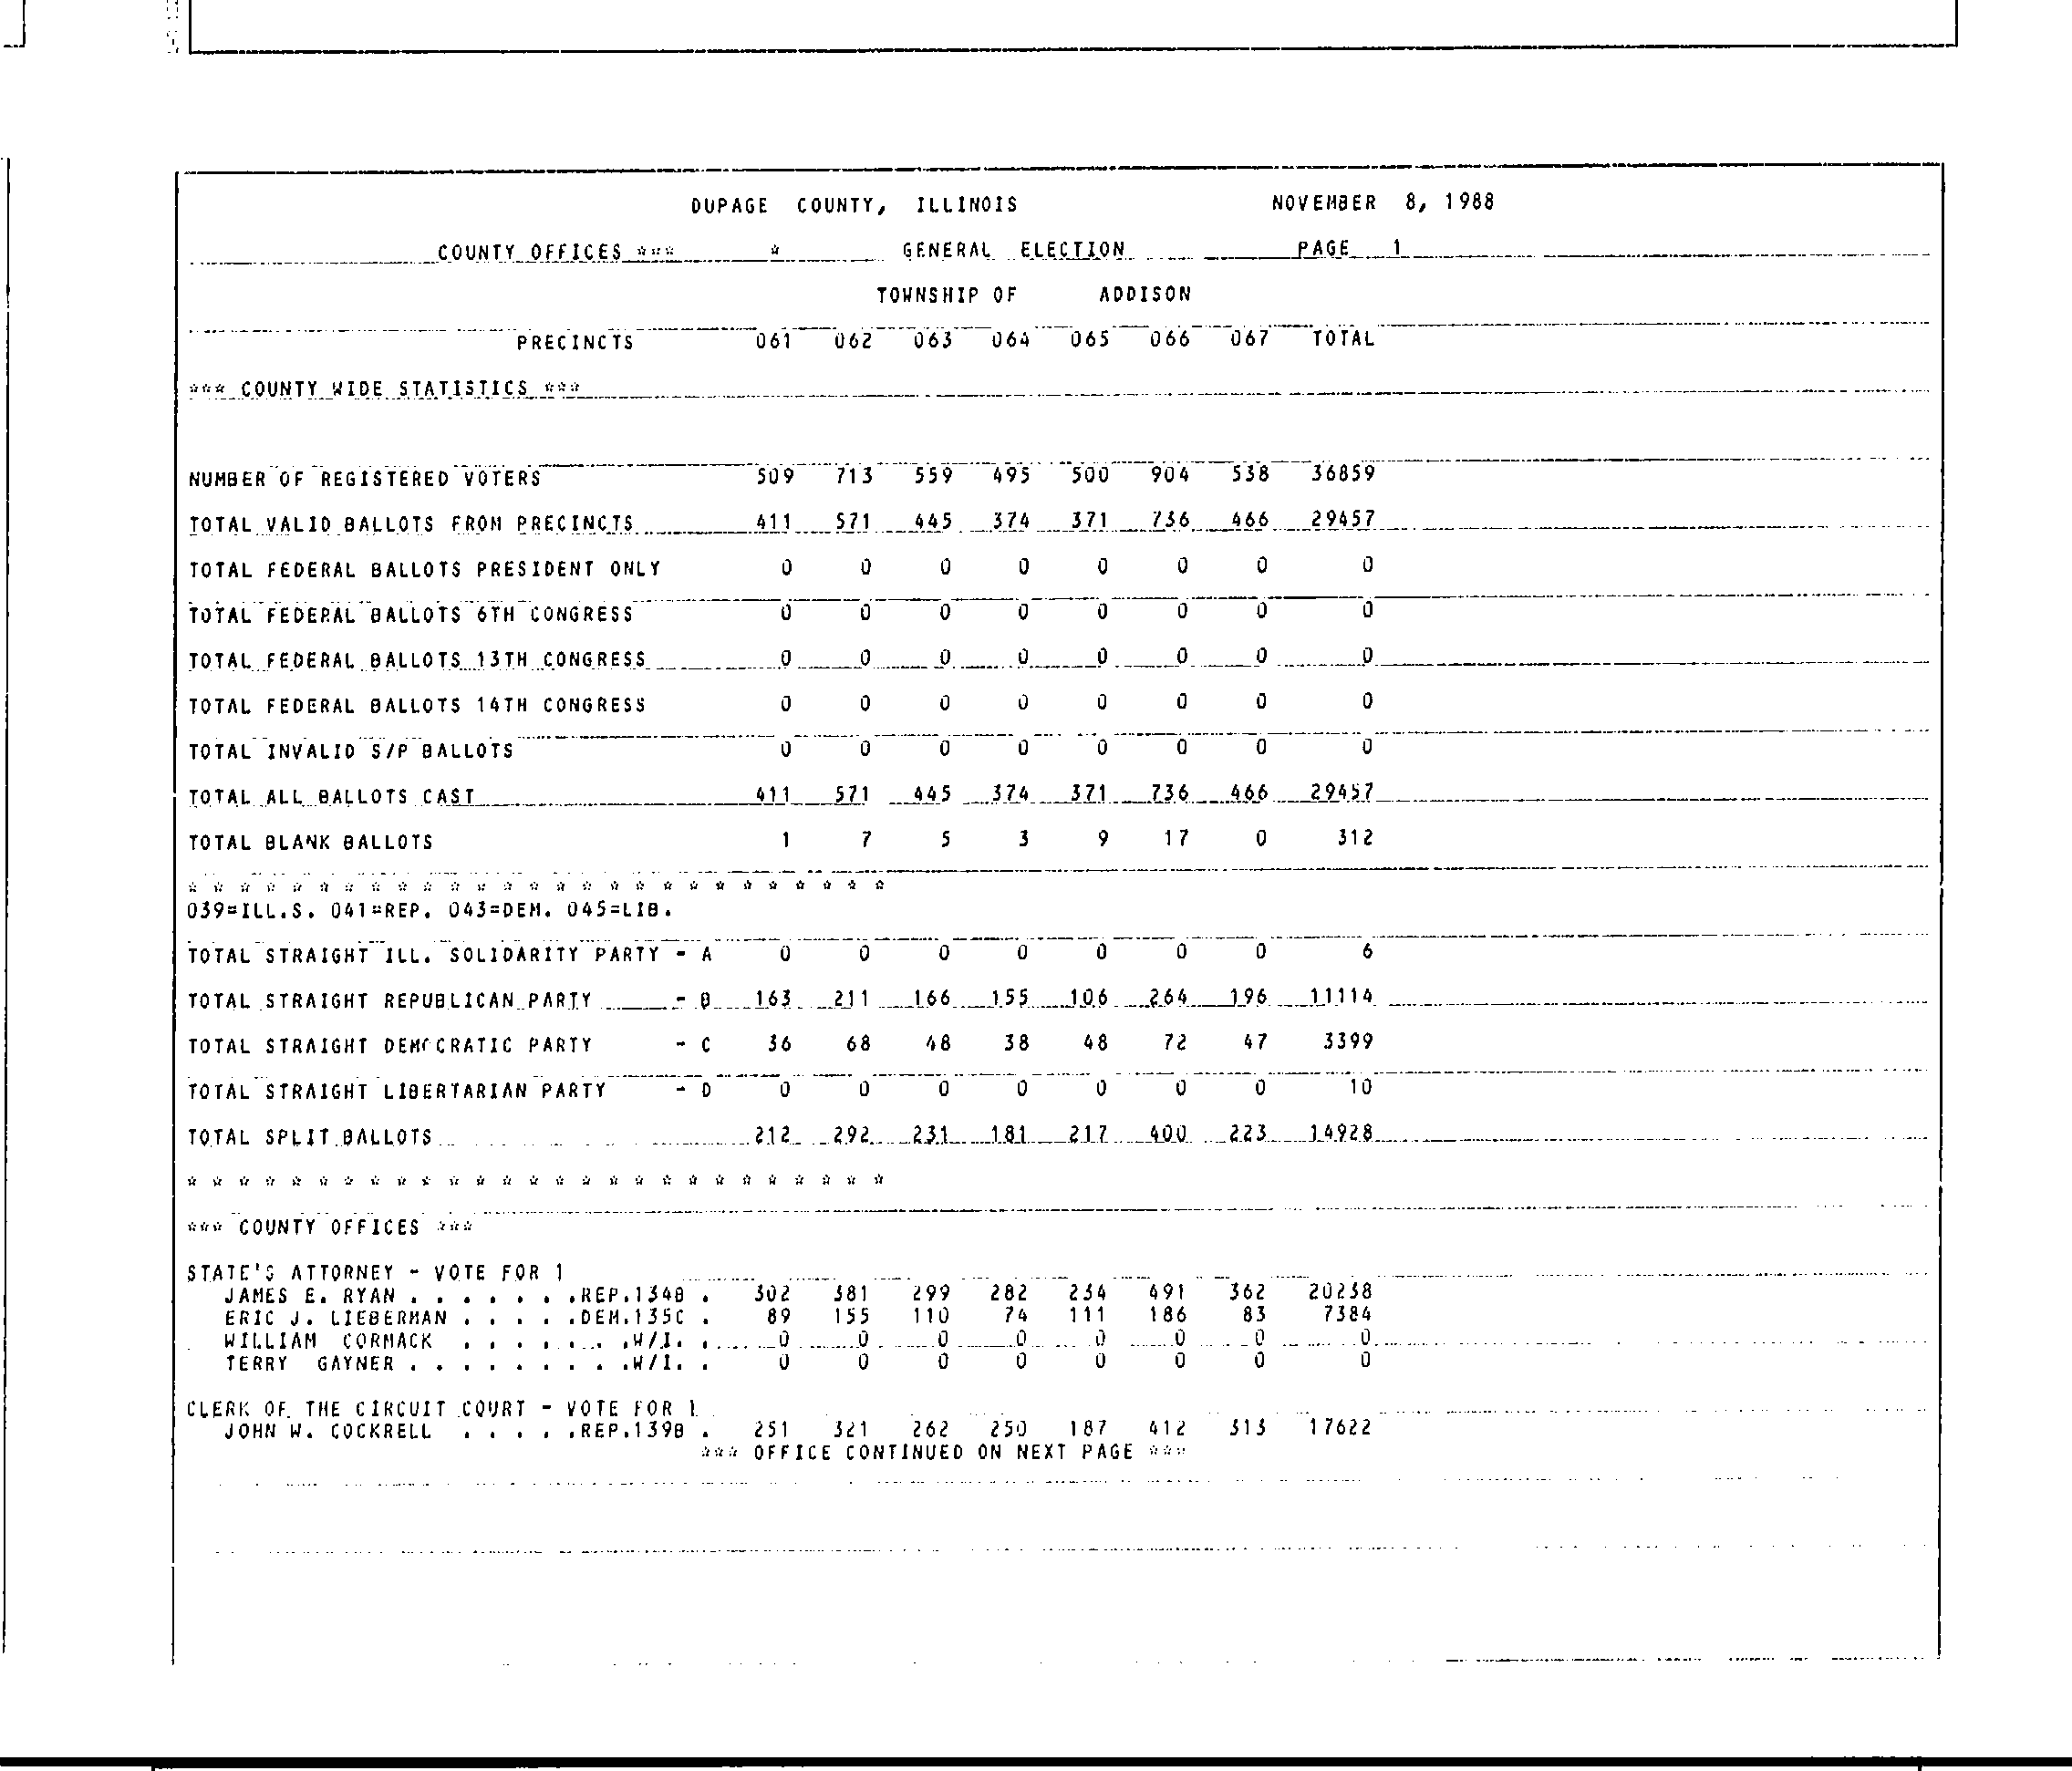 DUPAGE COUNTY, ILLINOIS NOVEMBER 8, 1988
COUNTY OFFICES *** * GENERAL ELECTION PAGE 1
TOWNSHIP OF ADDISON
PRECINCTS 061 062 063 064 065 066 067 TOTAL
*** COUNTY WIDE STATISTICS ***
NUMBER OF REGISTERED VOTERS 509 713 559 495 500 904 538 36859
TOTAL VALID BALLOTS FROM PRECINCTS 411 571 445 374 371 736 466 29457
TOTAL FEDERAL BALLOTS PRESIDENT ONLY 0 0 0 0 0 0 0 0
TOTAL FEDERAL BALLOTS 6TH CONGRESS 0 0 0 0 0 0 0 0
TOTAL FEDERAL BALLOTS 13TH CONGRESS 0 0 0 0 0 0 0 0
TOTAL FEDERAL BALLOTS 14TH CONGRESS 0 0 0 0 0 0 0 0
TOTAL INVALID S/P BALLOTS 0 0 0 0 0 0 0 0
TOTAL ALL BALLOTS CAST 411 571 445 374 371 736 466 29457
TOTAL BLANK BALLOTS 1 7 5 3 9 17 0 312
* * * * * * * * * * * * * * * * * * * * * * * * * * *
039=ILL.S. 041=REP. 043=DEM. 045=LIB.
TOTAL STRAIGHT ILL. SOLIDARITY PARTY - A 0 0 0 0 0 0 0 6
TOTAL STRAIGHT REPUBLICAN PARTY - B 163 211 166 155 106 264 196 11114
TOTAL STRAIGHT DEMOCRATIC PARTY - C 36 68 48 38 48 72 47 3399
TOTAL STRAIGHT LIBERTARIAN PARTY - D 0 0 0 0 0 0 0 10
TOTAL SPLIT BALLOTS 212 292 231 181 217 400 223 14928
* * * * * * * * * * * * * * * * * * * * * * * * * * *
*** COUNTY OFFICES ***
STATE'S ATTORNEY - VOTE FOR 1
JAMES E. RYAN . . . . . . .REP.134B . 302 381 299 282 234 491 362 20238
ERIC J. LIEBERMAN . . . . .DEM.135C . 89 155 110 74 111 186 83 7384
WILLIAM CORMACK . . . . . . .W/I. . 0 0 0 0 0 0 0 0
TERRY GAYNER . . . . . . . . .W/I. . 0 0 0 0 0 0 0 0
CLERK OF THE CIRCUIT COURT - VOTE FOR 1
JOHN W. COCKRELL . . . . .REP.139B . 251 321 262 250 187 412 313 17622
*** OFFICE CONTINUED ON NEXT PAGE ***